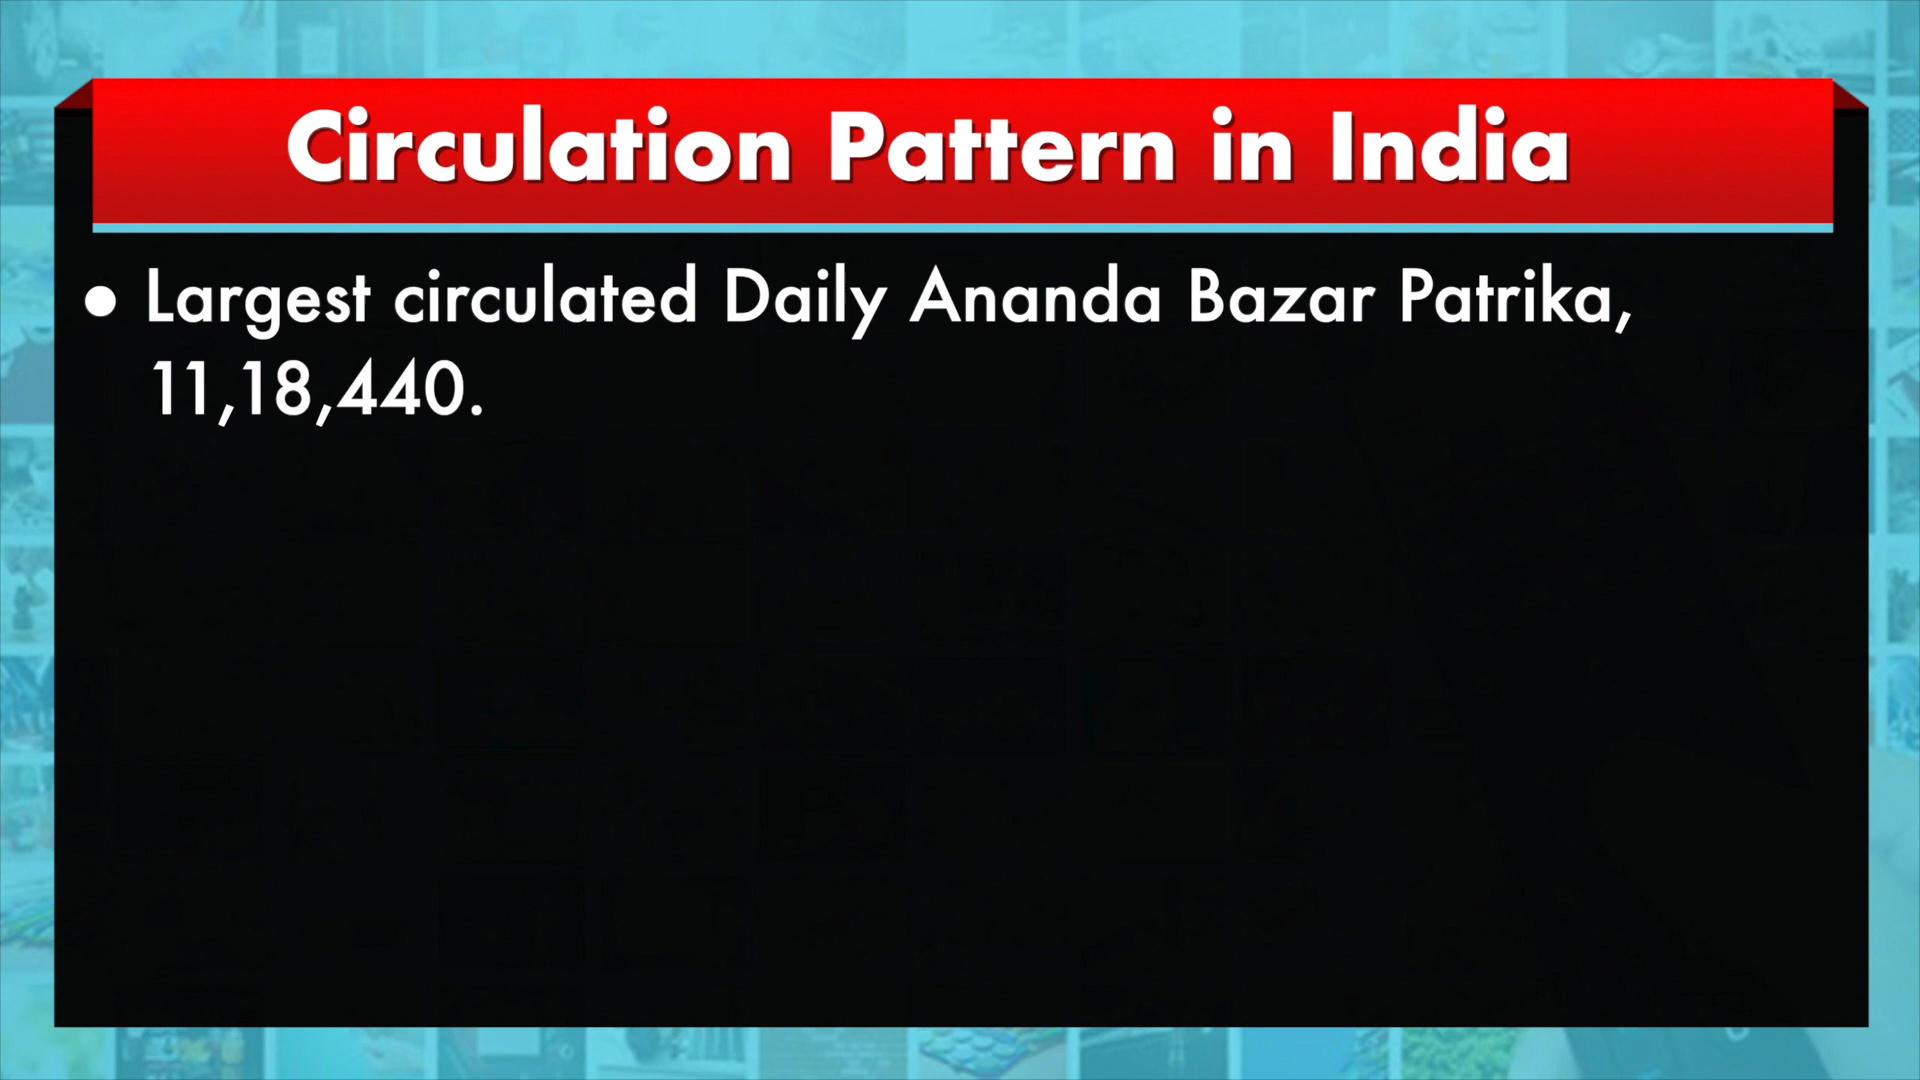 Circulation Pattern in India
● Largest circulated Daily Ananda Bazar Patrika,
11,18,440.